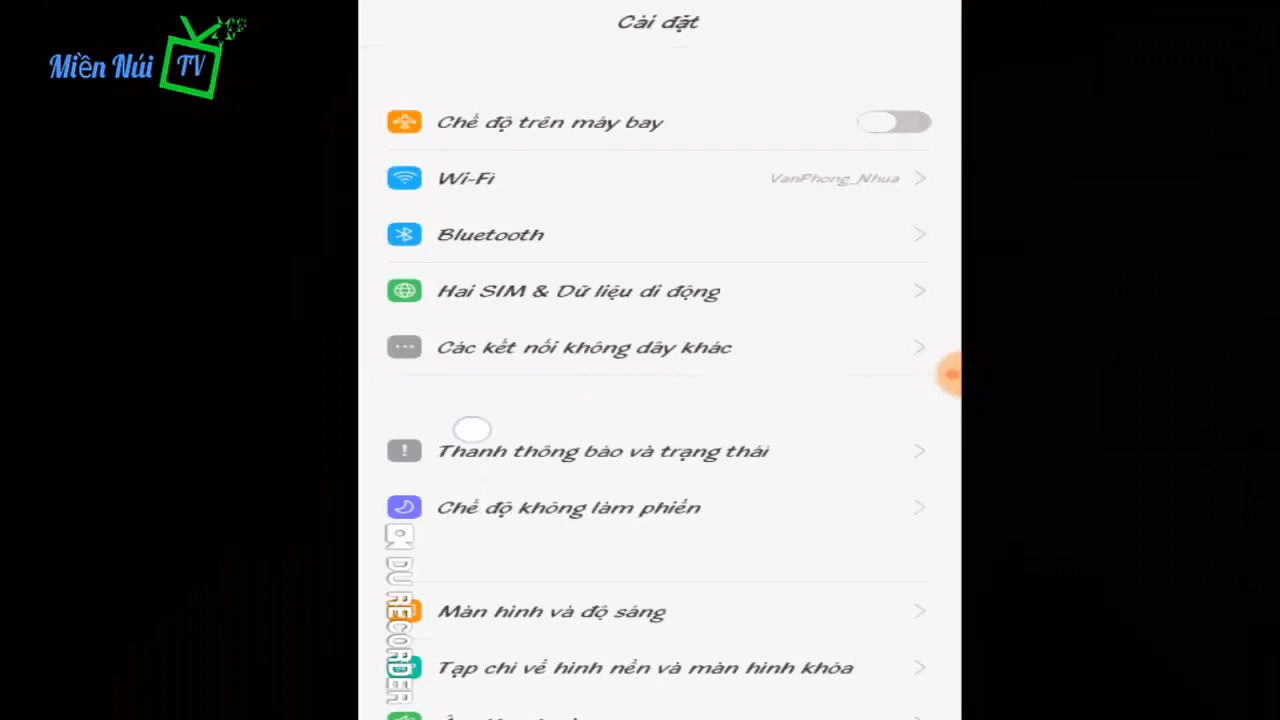 Miền Núi TV
Cài đặt
Chế độ trên máy bay
Wi-Fi VanPhong_Nhua
Bluetooth
Hai SIM & Dữ liệu di động
Các kết nối không dây khác
Thanh thông báo và trạng thái
Chế độ không làm phiền
Màn hình và độ sáng
Tạp chí về hình nền và màn hình khóa
DU RECORDER